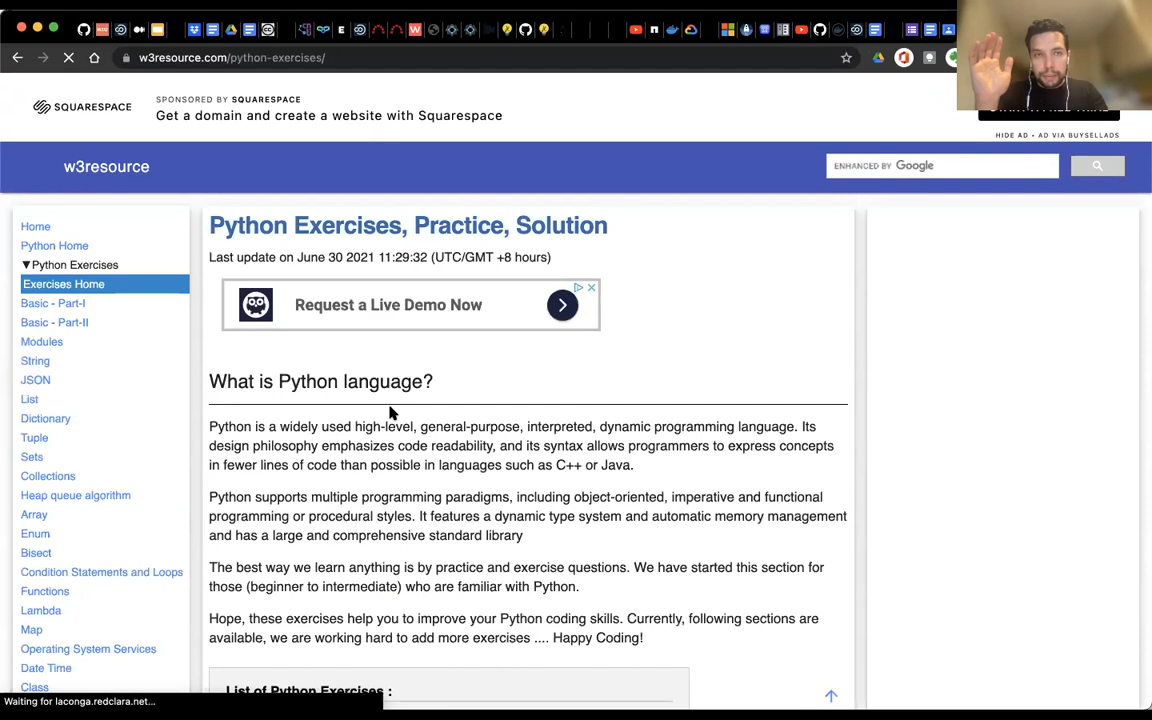 w3resource.com/python-exercises/
SQUARESPACE
SPONSORED BY SQUARESPACE
Get a domain and create a website with Squarespace
HIDE AD • AD VIA BUYSELLADS
w3resource
ENHANCED BY Google
Home
Python Home
▼Python Exercises
Exercises Home
Basic - Part-I
Basic - Part-II
Modules
String
JSON
List
Dictionary
Tuple
Sets
Collections
Heap queue algorithm
Array
Enum
Bisect
Condition Statements and Loops
Functions
Lambda
Map
Operating System Services
Date Time
Class
Python Exercises, Practice, Solution
Last update on June 30 2021 11:29:32 (UTC/GMT +8 hours)
Request a Live Demo Now
What is Python language?
Python is a widely used high-level, general-purpose, interpreted, dynamic programming language. Its
design philosophy emphasizes code readability, and its syntax allows programmers to express concepts
in fewer lines of code than possible in languages such as C++ or Java.
Python supports multiple programming paradigms, including object-oriented, imperative and functional
programming or procedural styles. It features a dynamic type system and automatic memory management
and has a large and comprehensive standard library
The best way we learn anything is by practice and exercise questions. We have started this section for
those (beginner to intermediate) who are familiar with Python.
Hope, these exercises help you to improve your Python coding skills. Currently, following sections are
available, we are working hard to add more exercises .... Happy Coding!
List of Python Exercises :
Waiting for laconga.redclara.net...